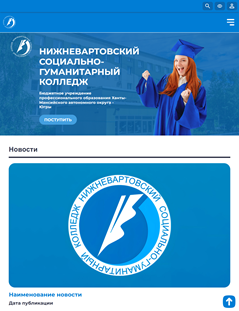 НИЖНЕВАРТОВСКИЙ
СОЦИАЛЬНО-
ГУМАНИТАРНЫЙ
КОЛЛЕДЖ
Бюджетное учреждение
профессионального образования Ханты-
Мансийского автономного округа -
Югры
ПОСТУПИТЬ
Новости
НИЖНЕВАРТОВСКИЙ СОЦИАЛЬНО-ГУМАНИТАРНЫЙ КОЛЛЕДЖ
Наименование новости
Дата публикации